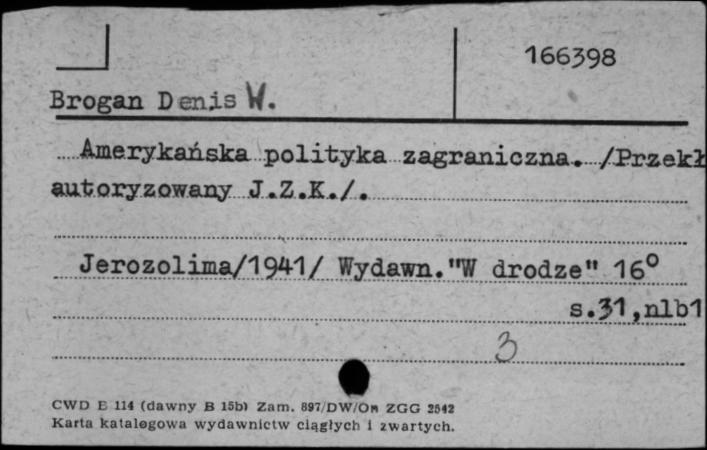 166398
Brogan Denis W.
Amerykańska polityka zagraniczna. /Przekł
autoryzowany J.Z.K./.
Jerozolima/1941/ Wydawn."W drodze" 16°
s.31,nlb1
3
CWD E 114 (dawny B 15b) Zam. 897/DW/Om ZGG 2542
Karta katalogowa wydawnictw ciągłych i zwartych.